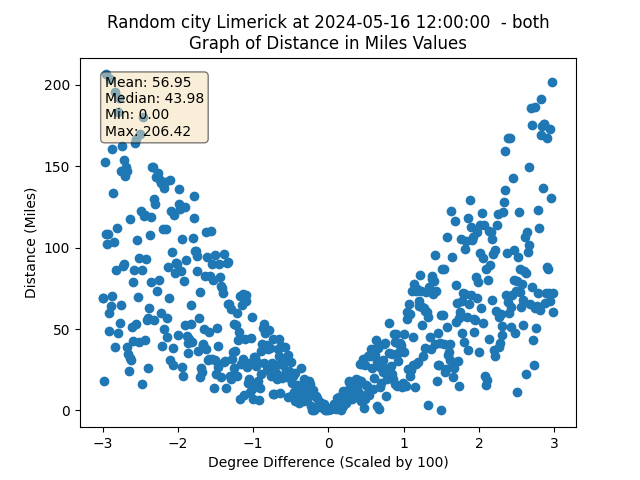 Random city Limerick at 2024-05-16 12:00:00  - both
Graph of Distance in Miles Values
Mean: 56.95
Median: 43.98
Min: 0.00
Max: 206.42
200
150
100
50
0
Distance (Miles)
−3
−2
−1
0
1
2
3
Degree Difference (Scaled by 100)